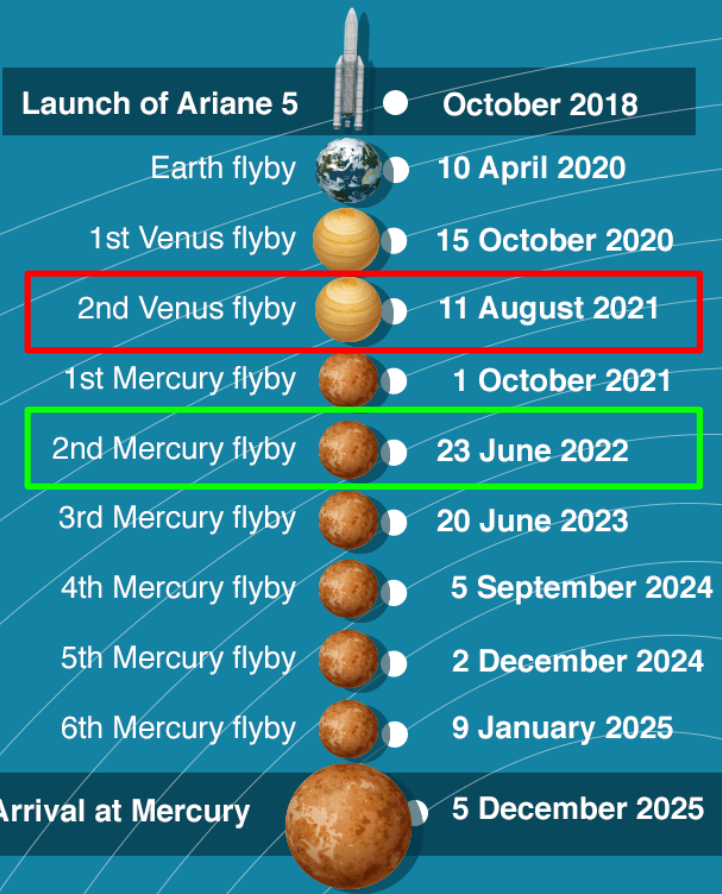 Launch of Ariane 5 October 2018
Earth flyby 10 April 2020
1st Venus flyby 15 October 2020
2nd Venus flyby 11 August 2021
1st Mercury flyby 1 October 2021
2nd Mercury flyby 23 June 2022
3rd Mercury flyby 20 June 2023
4th Mercury flyby 5 September 2024
5th Mercury flyby 2 December 2024
6th Mercury flyby 9 January 2025
Arrival at Mercury 5 December 2025